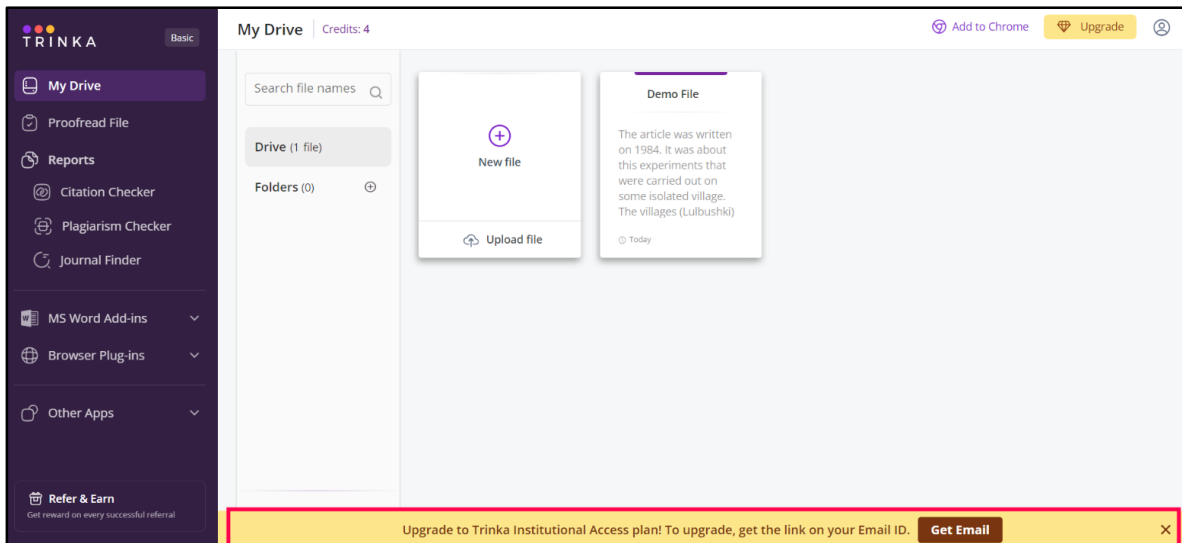 TRINKA
Basic
My Drive
Proofread File
Reports
Citation Checker
Plagiarism Checker
Journal Finder
MS Word Add-ins
Browser Plug-ins
Other Apps
Refer & Earn
Get reward on every successful referral
My Drive Credits: 4
Add to Chrome
Upgrade
Search file names
Drive (1 file)
Folders (0)
New file
Upload file
Demo File
The article was written
on 1984. It was about
this experiments that
were carried out on
some isolated village.
The villages (Lulbushki)
Today
Upgrade to Trinka Institutional Access plan! To upgrade, get the link on your Email ID. Get Email